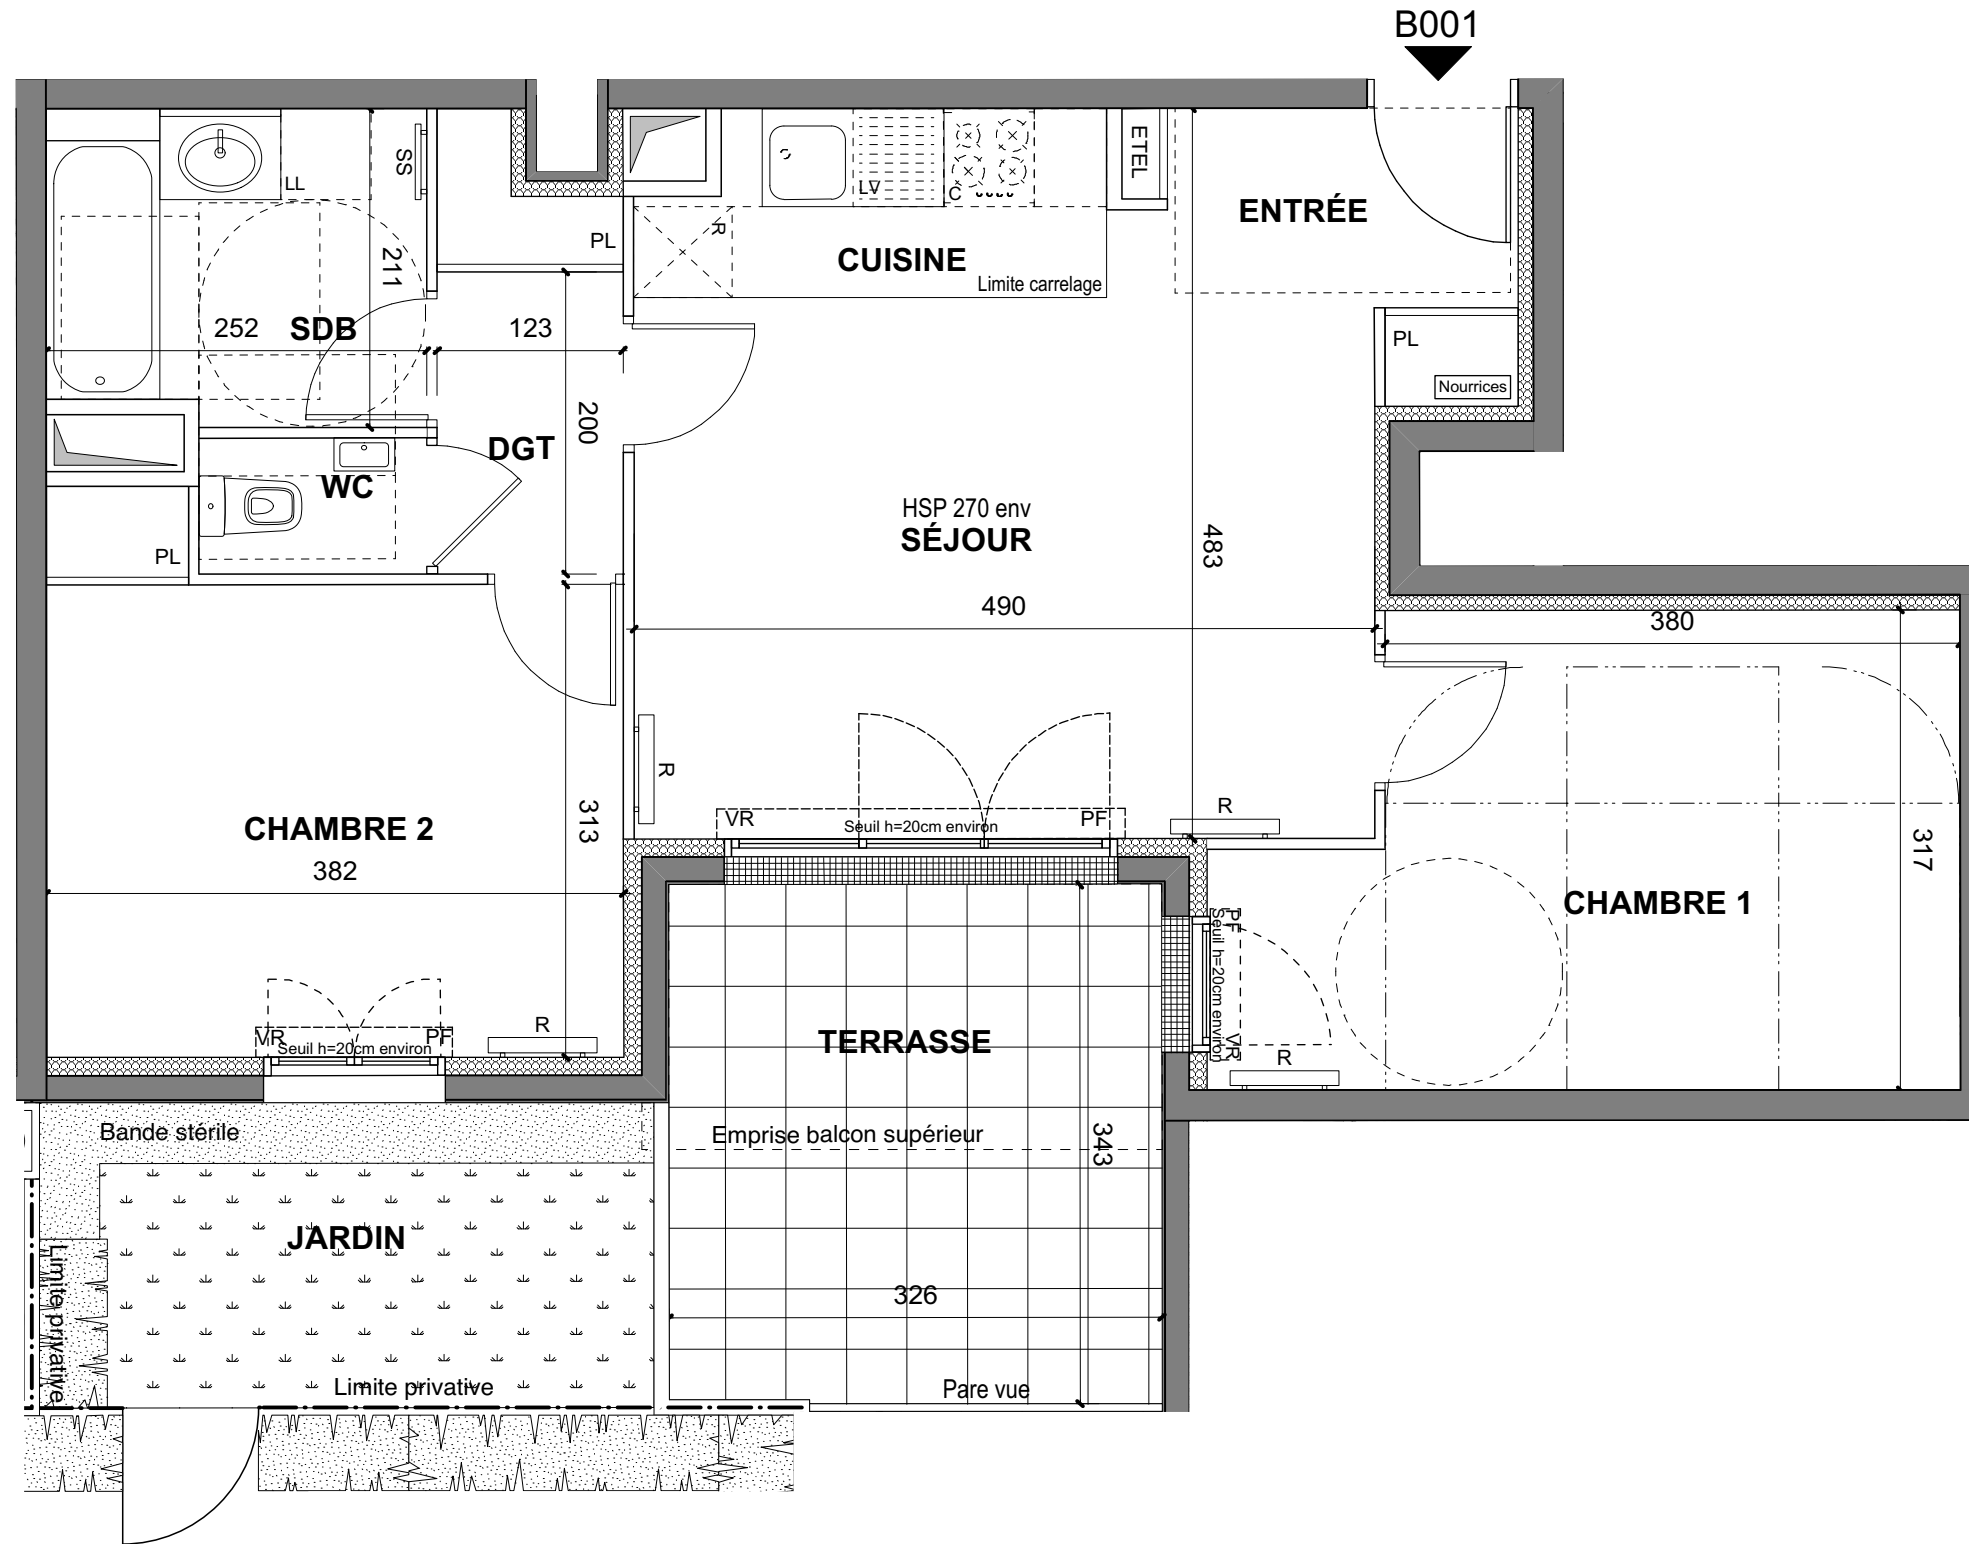 B001
SS
LL
211
252
SDB
PL
123
200
DGT
WC
PL
R
LV
C
ETEL
CUISINE
Limite carrelage
ENTRÉE
PL
Nourrices
HSP 270 env
SÉJOUR
483
490
380
R
VR
Seuil h=20cm environ
PF
R
CHAMBRE 2
382
313
VR
PF
Seuil h=20cm environ
R
CHAMBRE 1
317
PF
Seuil h=20cm environ
VR
R
TERRASSE
Emprise balcon supérieur
343
326
Pare vue
Bande stérile
JARDIN
Limite privative
Limite privative